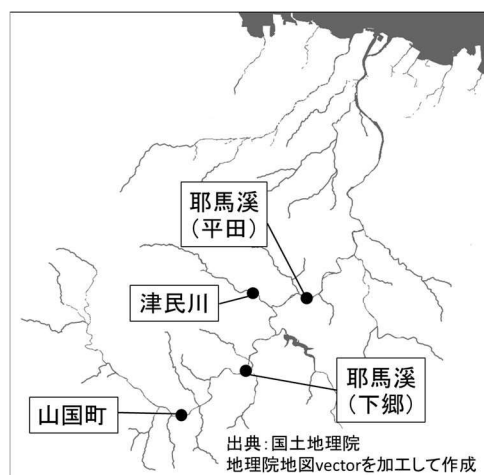 耶馬溪
(平田)
津民川
耶馬溪
(下郷)
山国町
出典:国土地理院
地理院地図vectorを加工して作成